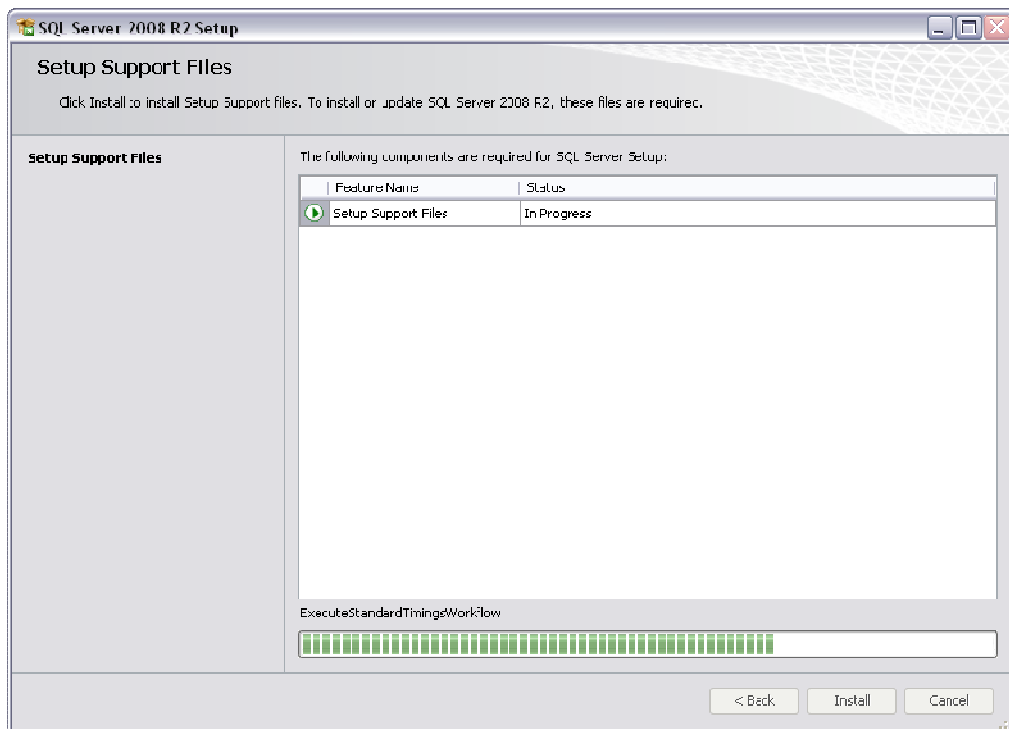 SQL Server 2008 R2 Setup
Setup Support Files
Click Install to install Setup Support files. To install or update SQL Server 2008 R2, these files are required.
Setup Support Files
The following components are required for SQL Server Setup:
Feature Name Status
Setup Support Files In Progress
ExecuteStandardTimingsWorkflow
< Back Install Cancel